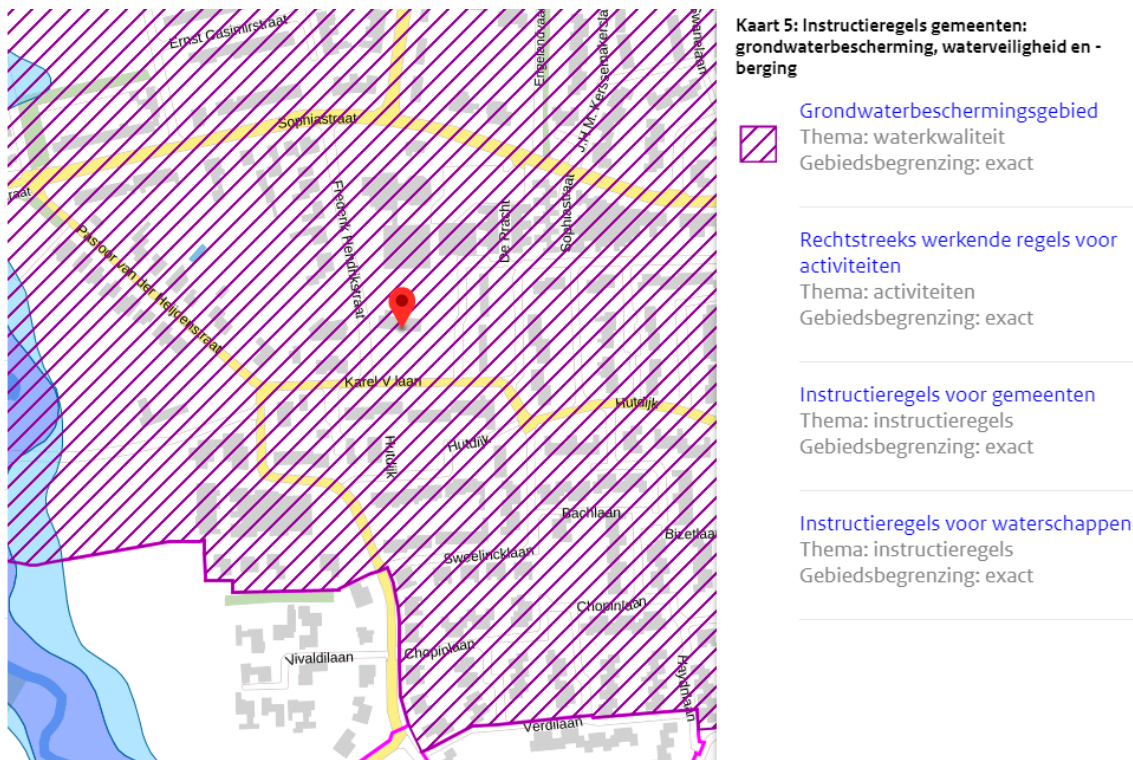 Kaart 5: Instructieregels gemeenten:
grondwaterbescherming, waterveiligheid en -
berging
Grondwaterbeschermingsgebied
Thema: waterkwaliteit
Gebiedsbegrenzing: exact
Rechtstreeks werkende regels voor
activiteiten
Thema: activiteiten
Gebiedsbegrenzing: exact
Instructieregels voor gemeenten
Thema: instructieregels
Gebiedsbegrenzing: exact
Instructieregels voor waterschappen
Thema: instructieregels
Gebiedsbegrenzing: exact
Ernst Casimirstraat
Engelandvaa
J.H.M. Kerssemakersla
Sophiastraat
raat
Frederik Hendrikstraat
De Pracht
Sophiastraat
Pastoor van der Heijdenstraat
Karel V laan
Hutdijk
Hutdijk
Hutdijk
Bachlaan
Bizetlaa
Sweelincklaan
Chopinlaan
Chopinlaan
Vivaldilaan
Haydnlaan
Verdilaan